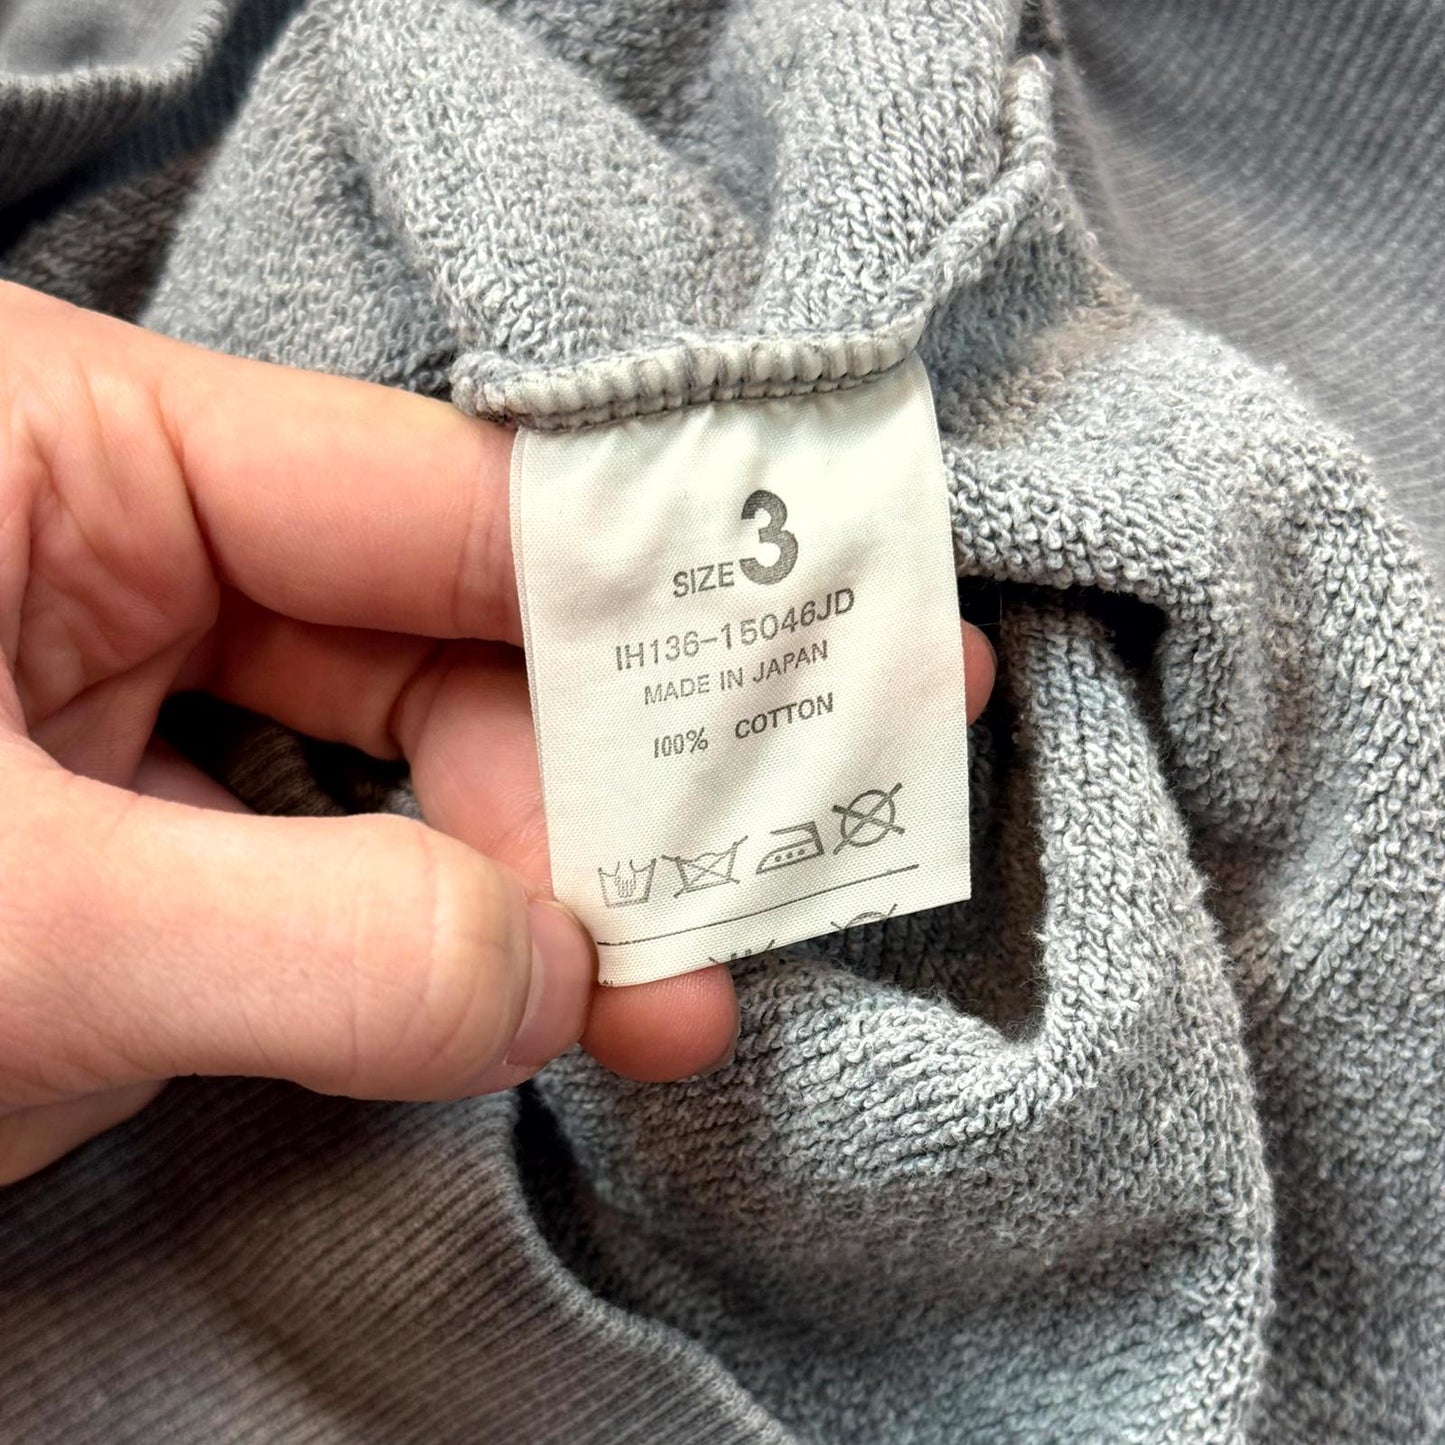 SIZE 3
IH136-15046JD
MADE IN JAPAN
100% COTTON